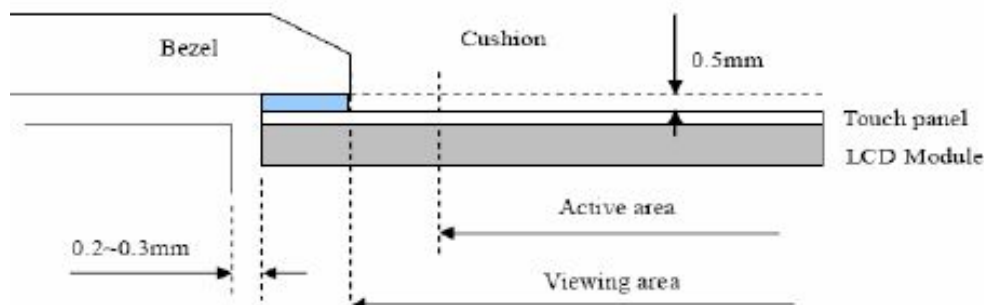 Bezel
Cushion
0.5mm
Touch panel
LCD Module
Active area
0.2~0.3mm
Viewing area